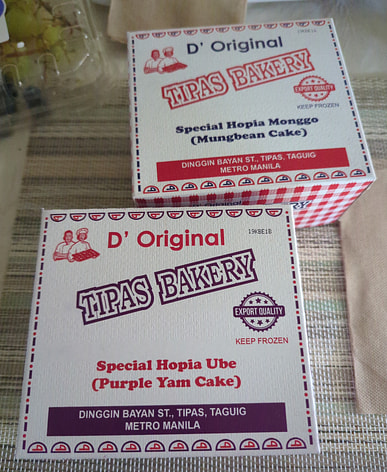 D' Original
TIPAS BAKERY
EXPORT QUALITY
KEEP FROZEN
Special Hopia Monggo
(Mungbean Cake)
DINGGIN BAYAN ST., TIPAS, TAGUIG
METRO MANILA
D' Original
19KBE1B
TIPAS BAKERY
EXPORT QUALITY
KEEP FROZEN
Special Hopia Ube
(Purple Yam Cake)
DINGGIN BAYAN ST., TIPAS, TAGUIG
METRO MANILA